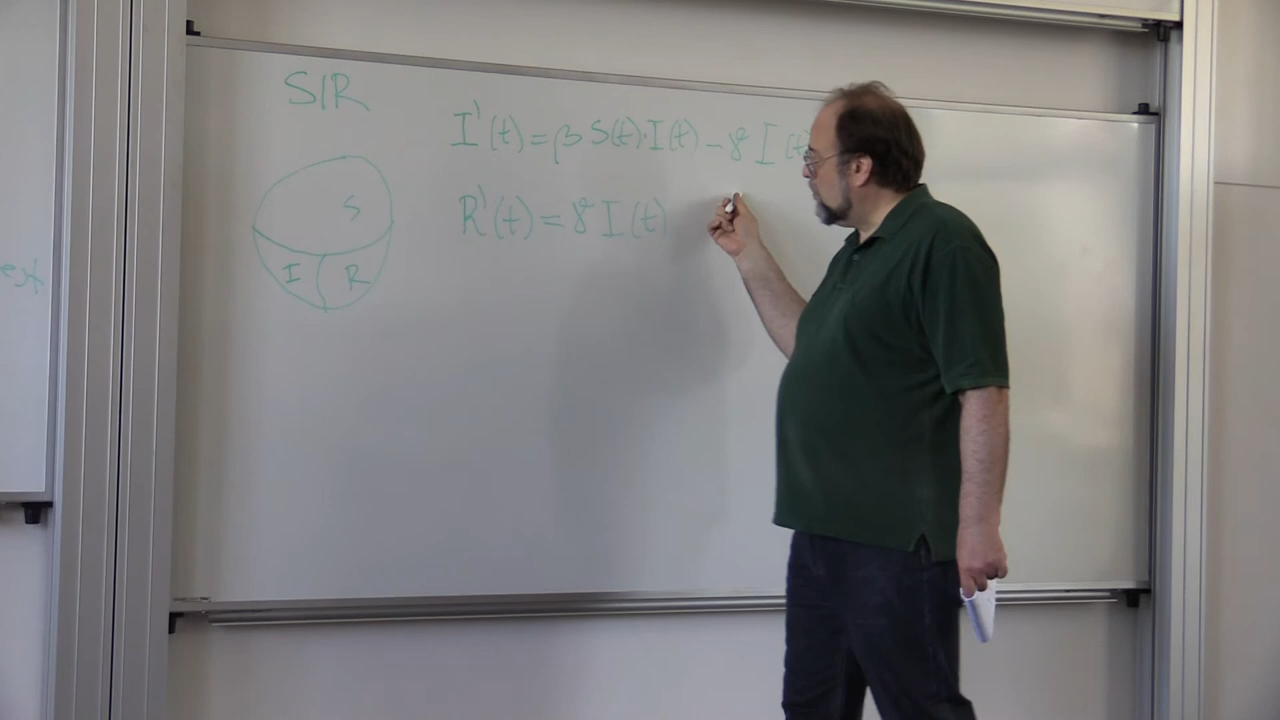 SIR
I'(t) = β S(t)·I(t) – γ I(t
R'(t) = γ I(t)
S
I R